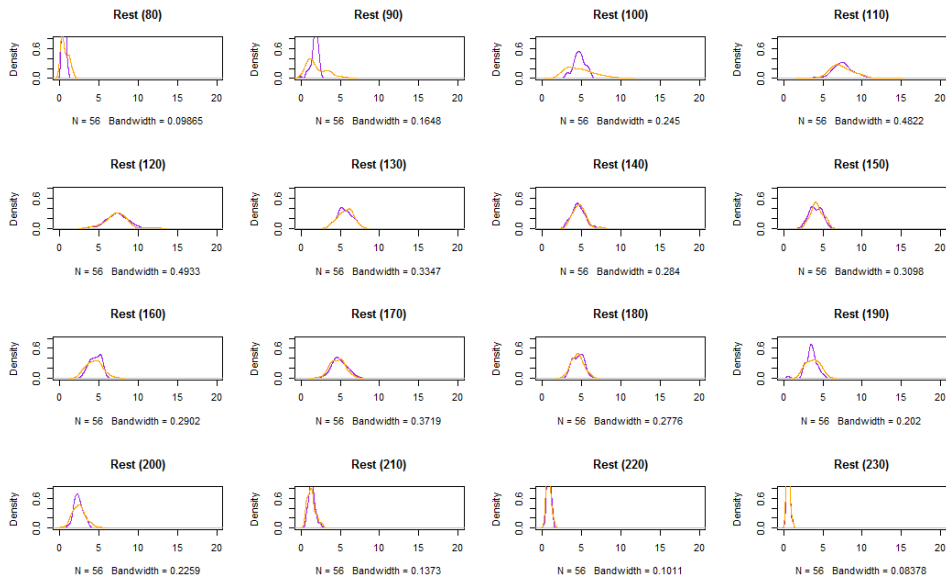 Rest (80) Rest (90) Rest (100) Rest (110)
Density 0.0 0.6 Density 0.0 0.6 Density 0.0 0.6 Density 0.0 0.6
0 5 10 15 20 0 5 10 15 20 0 5 10 15 20 0 5 10 15 20
N = 56 Bandwidth = 0.09865 N = 56 Bandwidth = 0.1648 N = 56 Bandwidth = 0.245 N = 56 Bandwidth = 0.4822
Rest (120) Rest (130) Rest (140) Rest (150)
Density 0.0 0.6 Density 0.0 0.6 Density 0.0 0.6 Density 0.0 0.6
0 5 10 15 20 0 5 10 15 20 0 5 10 15 20 0 5 10 15 20
N = 56 Bandwidth = 0.4933 N = 56 Bandwidth = 0.3347 N = 56 Bandwidth = 0.284 N = 56 Bandwidth = 0.3098
Rest (160) Rest (170) Rest (180) Rest (190)
Density 0.0 0.6 Density 0.0 0.6 Density 0.0 0.6 Density 0.0 0.6
0 5 10 15 20 0 5 10 15 20 0 5 10 15 20 0 5 10 15 20
N = 56 Bandwidth = 0.2902 N = 56 Bandwidth = 0.3719 N = 56 Bandwidth = 0.2776 N = 56 Bandwidth = 0.202
Rest (200) Rest (210) Rest (220) Rest (230)
Density 0.0 0.6 Density 0.0 0.6 Density 0.0 0.6 Density 0.0 0.6
0 5 10 15 20 0 5 10 15 20 0 5 10 15 20 0 5 10 15 20
N = 56 Bandwidth = 0.2259 N = 56 Bandwidth = 0.1373 N = 56 Bandwidth = 0.1011 N = 56 Bandwidth = 0.08378